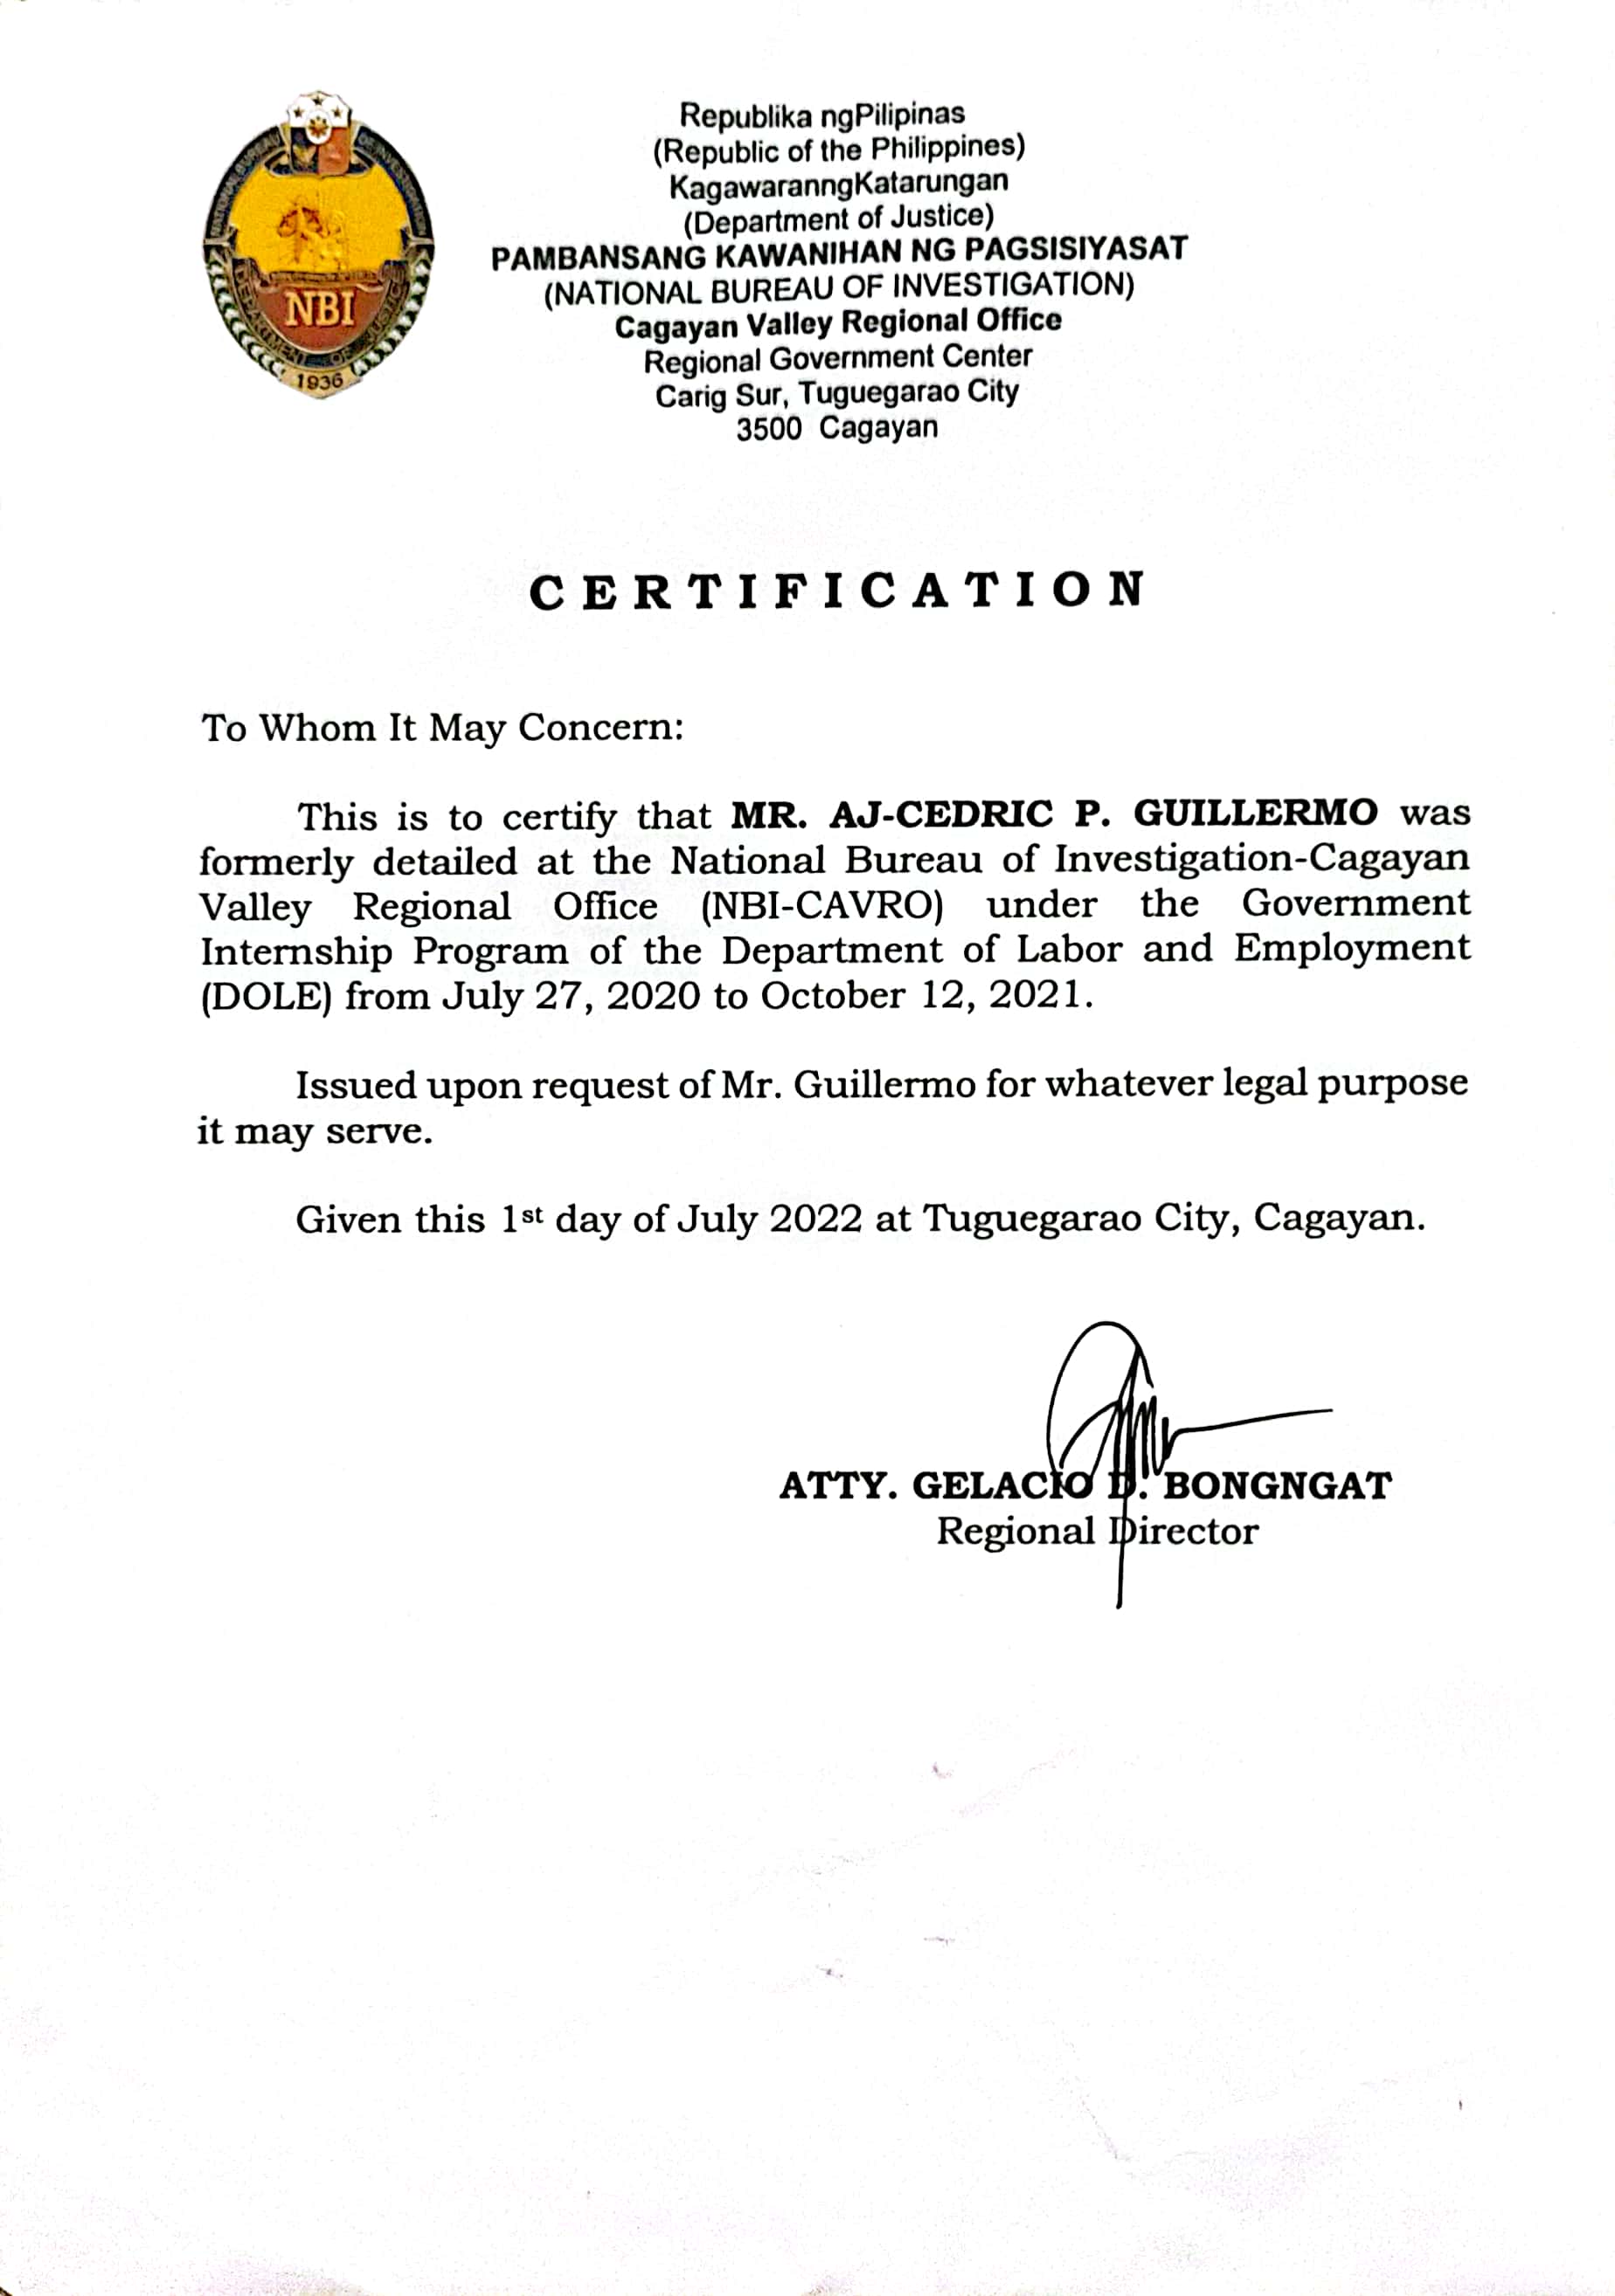 Republika ngPilipinas
(Republic of the Philippines)
KagawaranngKatarungan
(Department of Justice)
PAMBANSANG KAWANIHAN NG PAGSISIYASAT
(NATIONAL BUREAU OF INVESTIGATION)
Cagayan Valley Regional Office
Regional Government Center
Carig Sur, Tuguegarao City
3500 Cagayan
NATIONAL BUREAU OF INVESTIGATION
NBI
DEPARTMENT OF JUSTICE
1936
CERTIFICATION
To Whom It May Concern:
This is to certify that MR. AJ-CEDRIC P. GUILLERMO was
formerly detailed at the National Bureau of Investigation-Cagayan
Valley Regional Office (NBI-CAVRO) under the Government
Internship Program of the Department of Labor and Employment
(DOLE) from July 27, 2020 to October 12, 2021.
Issued upon request of Mr. Guillermo for whatever legal purpose
it may serve.
Given this 1st day of July 2022 at Tuguegarao City, Cagayan.
ATTY. GELACIO D. BONGNGAT
Regional Director